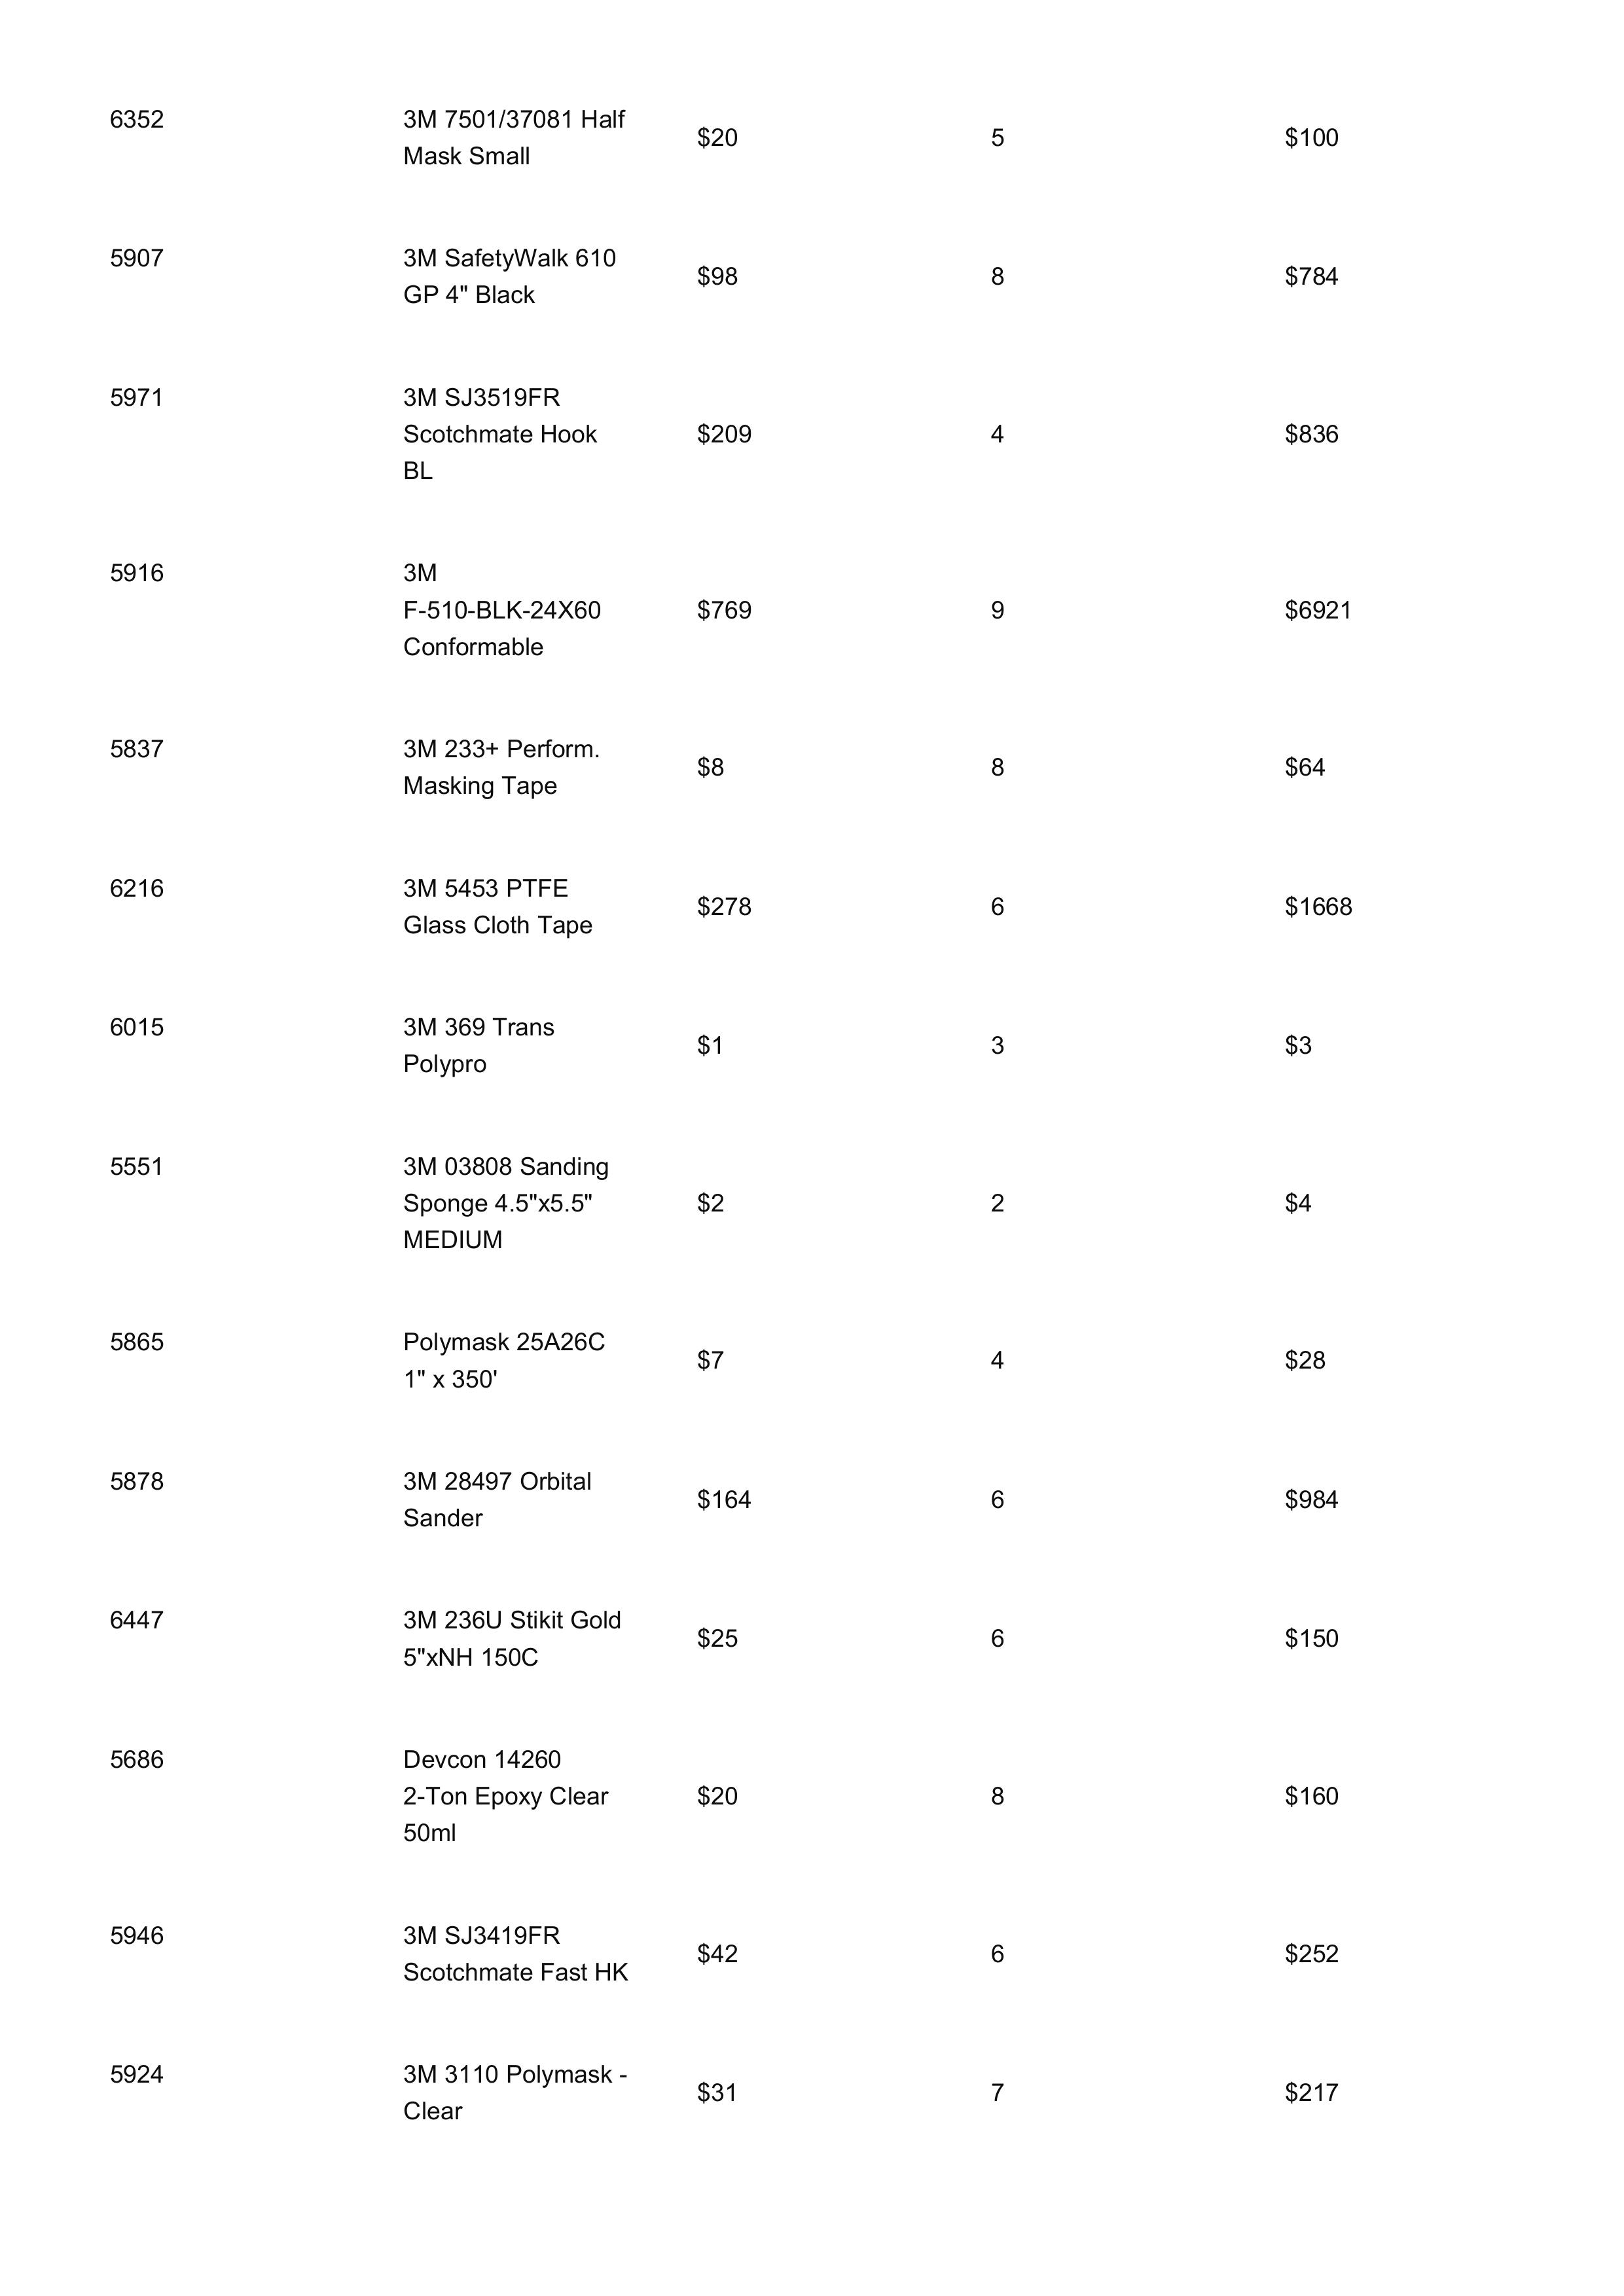 6352
3M 7501/37081 Half
Mask Small
$20
5
$100
5907
3M SafetyWalk 610
GP 4" Black
$98
8
$784
5971
3M SJ3519FR
Scotchmate Hook
BL
$209
4
$836
5916
3M
F-510-BLK-24X60
Conformable
$769
9
$6921
5837
3M 233+ Perform.
Masking Tape
$8
8
$64
6216
3M 5453 PTFE
Glass Cloth Tape
$278
6
$1668
6015
3M 369 Trans
Polypro
$1
3
$3
5551
3M 03808 Sanding
Sponge 4.5"x5.5"
MEDIUM
$2
2
$4
5865
Polymask 25A26C
1" x 350'
$7
4
$28
5878
3M 28497 Orbital
Sander
$164
6
$984
6447
3M 236U Stikit Gold
5"xNH 150C
$25
6
$150
5686
Devcon 14260
2-Ton Epoxy Clear
50ml
$20
8
$160
5946
3M SJ3419FR
Scotchmate Fast HK
$42
6
$252
5924
3M 3110 Polymask -
Clear
$31
7
$217